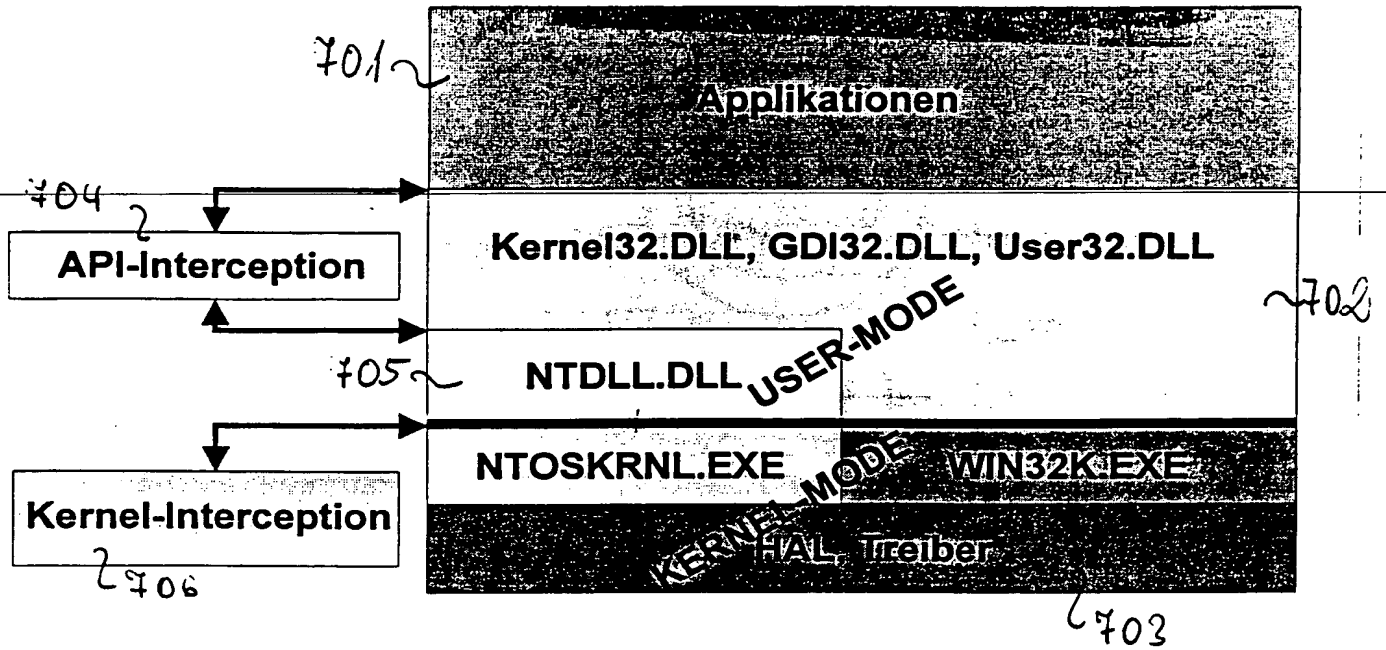 701
Applikationen
704
API-Interception
Kernel32.DLL, GDI32.DLL, User32.DLL
702
USER-MODE
705
NTDLL.DLL
NTOSKRNL.EXE
WIN32K.EXE
KERNEL-MODE
Kernel-Interception
HAL Treiber
706
703